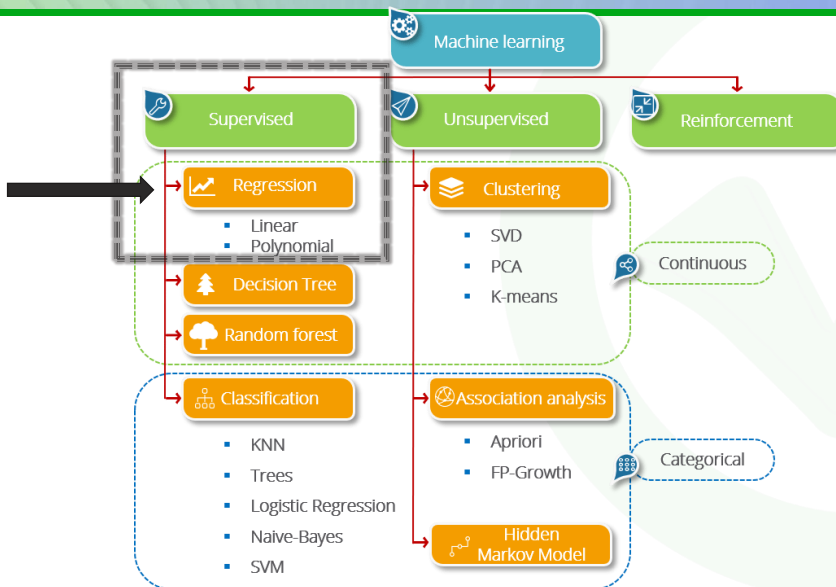 Machine learning
Supervised
Unsupervised
Reinforcement
Regression
Linear
Polynomial
Decision Tree
Random forest
Classification
KNN
Trees
Logistic Regression
Naive-Bayes
SVM
Clustering
SVD
PCA
K-means
Association analysis
Apriori
FP-Growth
Hidden
Markov Model
Continuous
Categorical